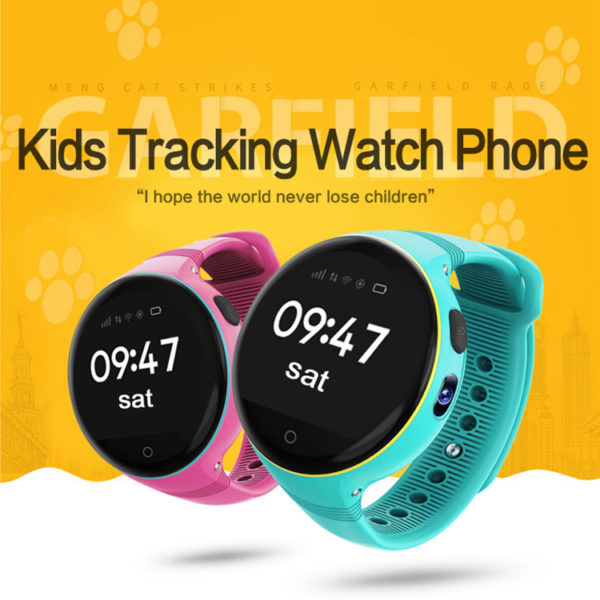 MENG CAT STRIKES GARFIELD RAGE
GARFIELD
Kids Tracking Watch Phone
“I hope the world never lose children”
09:47
sat
09:47
sat